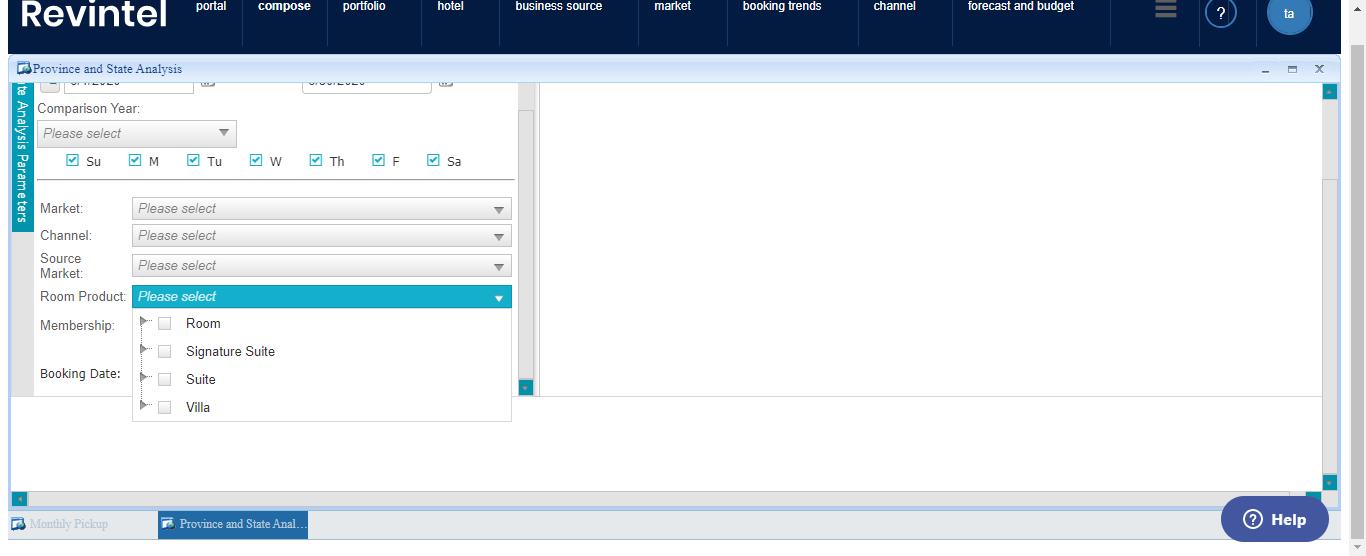 Revintel
portal compose portfolio hotel business source market booking trends channel forecast and budget
? ta
Province and State Analysis
te Analysis Parameters
Comparison Year:
Please select
Su M Tu W Th F Sa
Market: Please select
Channel: Please select
Source
Market: Please select
Room Product: Please select
Room
Membership:
Signature Suite
Booking Date: Suite
Villa
Monthly Pickup Province and State Anal...
? Help